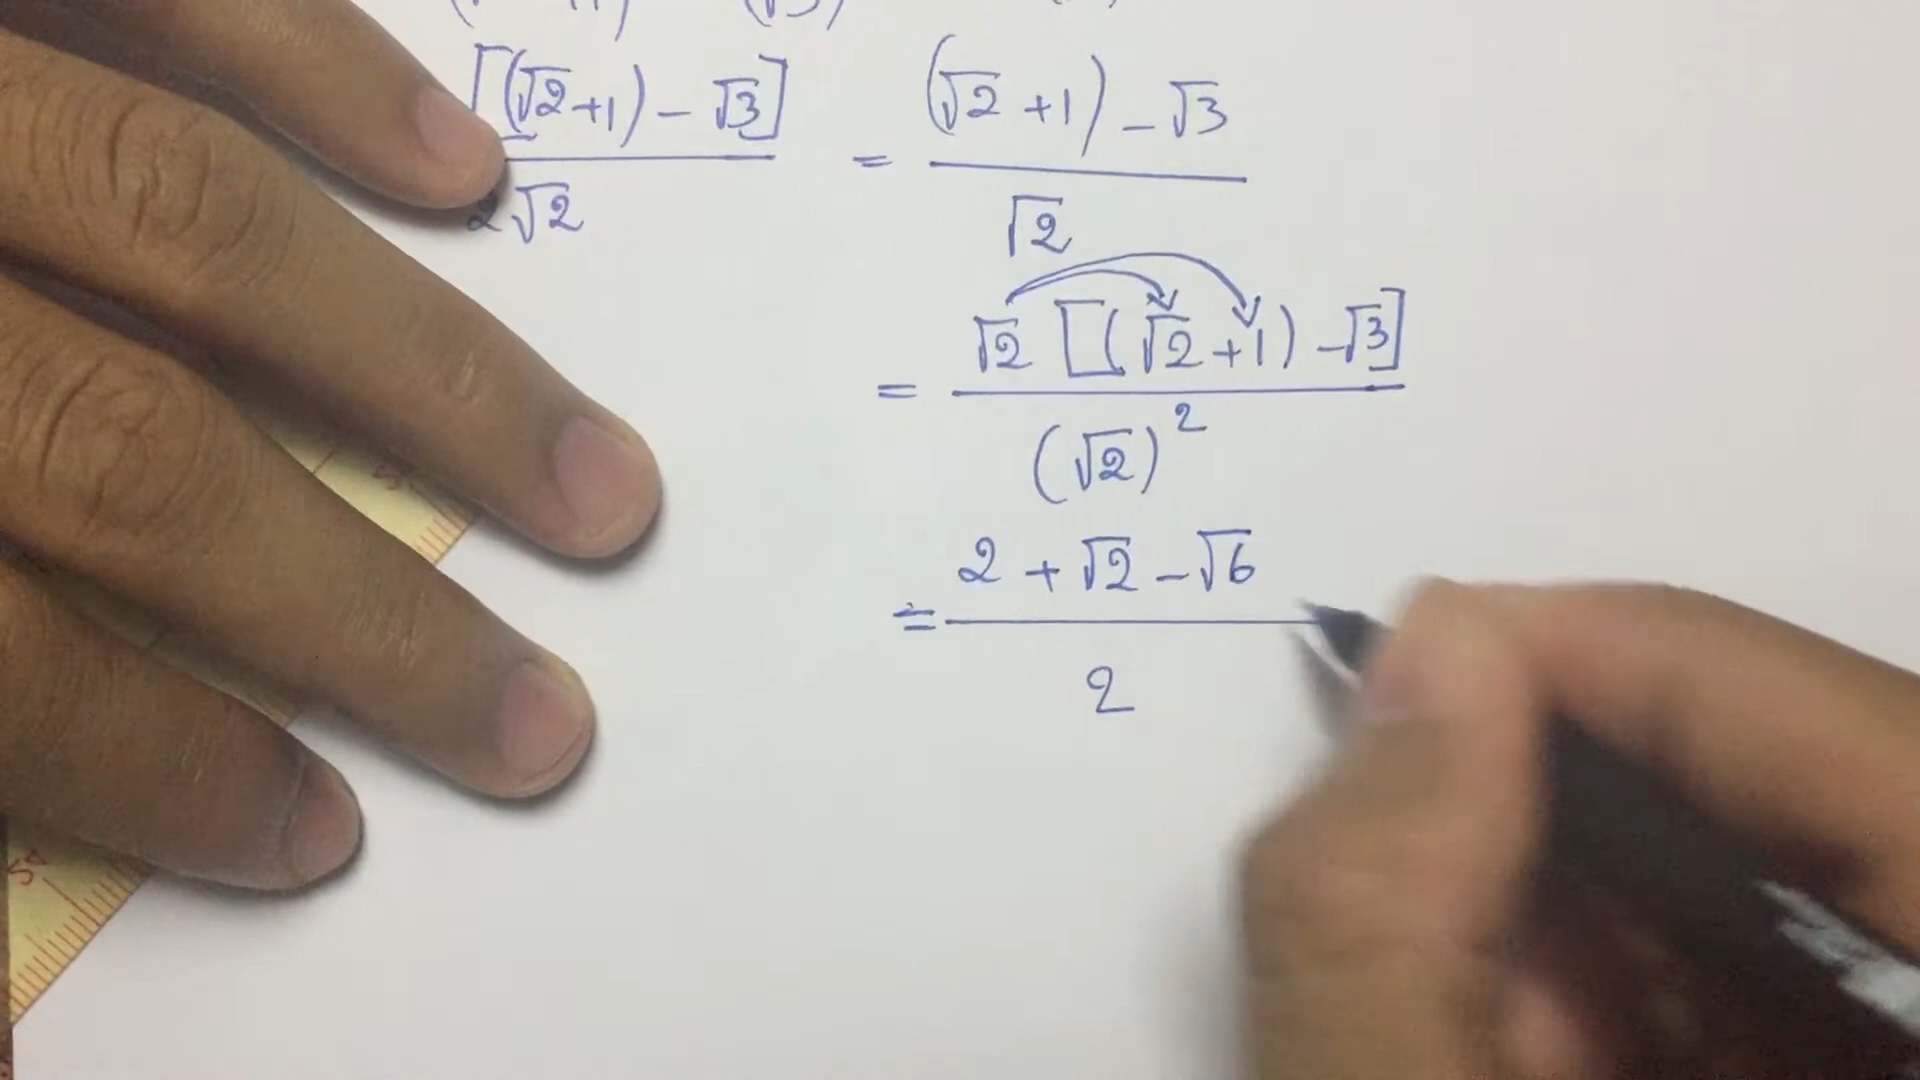 [(√2+1) - √3] / 2√2 = (√2 +1) - √3 / √2
= √2 [(√2+1) - √3] / (√2)²
= 2 + √2 - √6 / 2